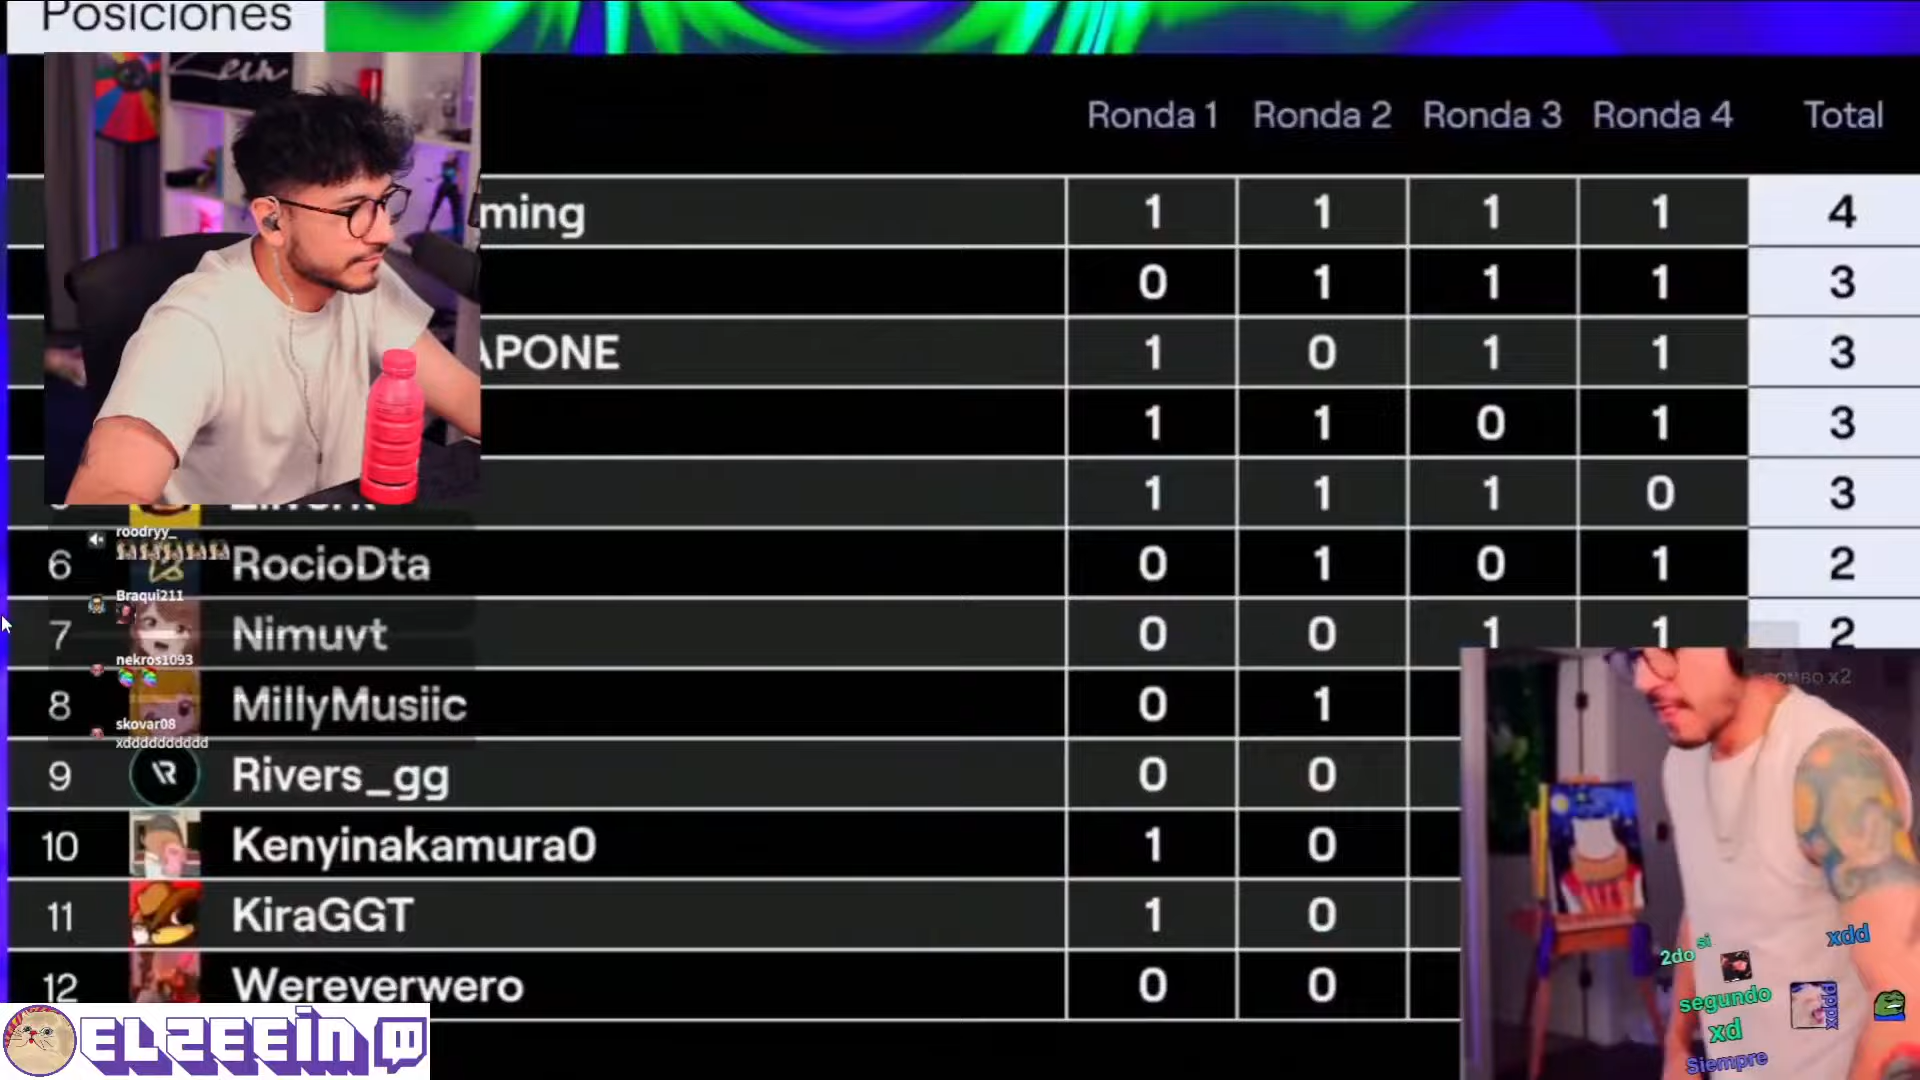 Posiciones
Ronda 1 Ronda 2 Ronda 3 Ronda 4 Total
ming 1 1 1 1 4
0 1 1 1 3
APONE 1 0 1 1 3
1 1 0 1 3
1 1 1 0 3
roodryy_
6 RocioDta 0 1 0 1 2
Braqui211
7 Nimuvt 0 0 1 1 2
nekros1093
8 MillyMusiic 0 1
skovar08
xdddddddddd
9 Rivers_gg 0 0
10 Kenyinakamura0 1 0
11 KiraGGT 1 0
12 Wereverwero 0 0
COMBO x2
xdd
2do si
segundo
xd
Siempre
ELZEEIN